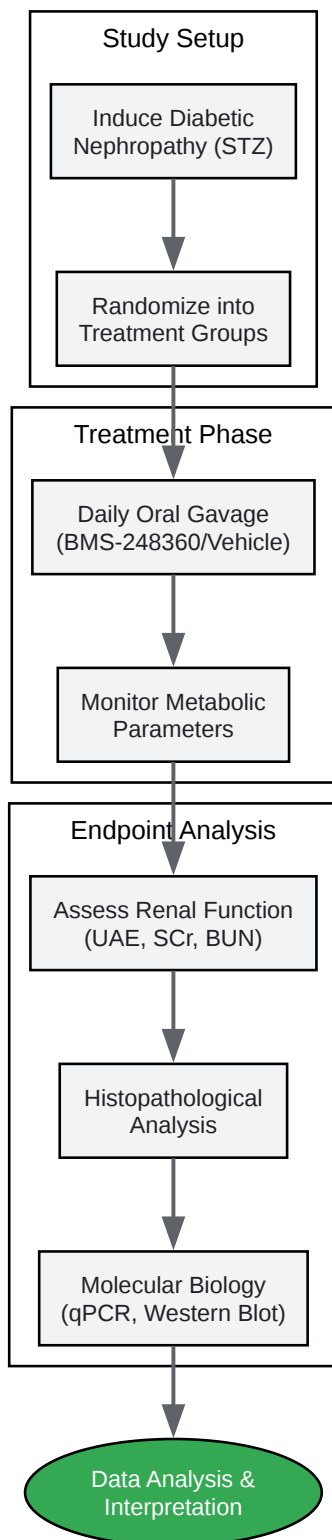 Study Setup
Induce Diabetic
Nephropathy (STZ)
Randomize into
Treatment Groups
Treatment Phase
Daily Oral Gavage
(BMS-248360/Vehicle)
Monitor Metabolic
Parameters
Endpoint Analysis
Assess Renal Function
(UAE, SCr, BUN)
Histopathological
Analysis
Molecular Biology
(qPCR, Western Blot)
Data Analysis &
Interpretation